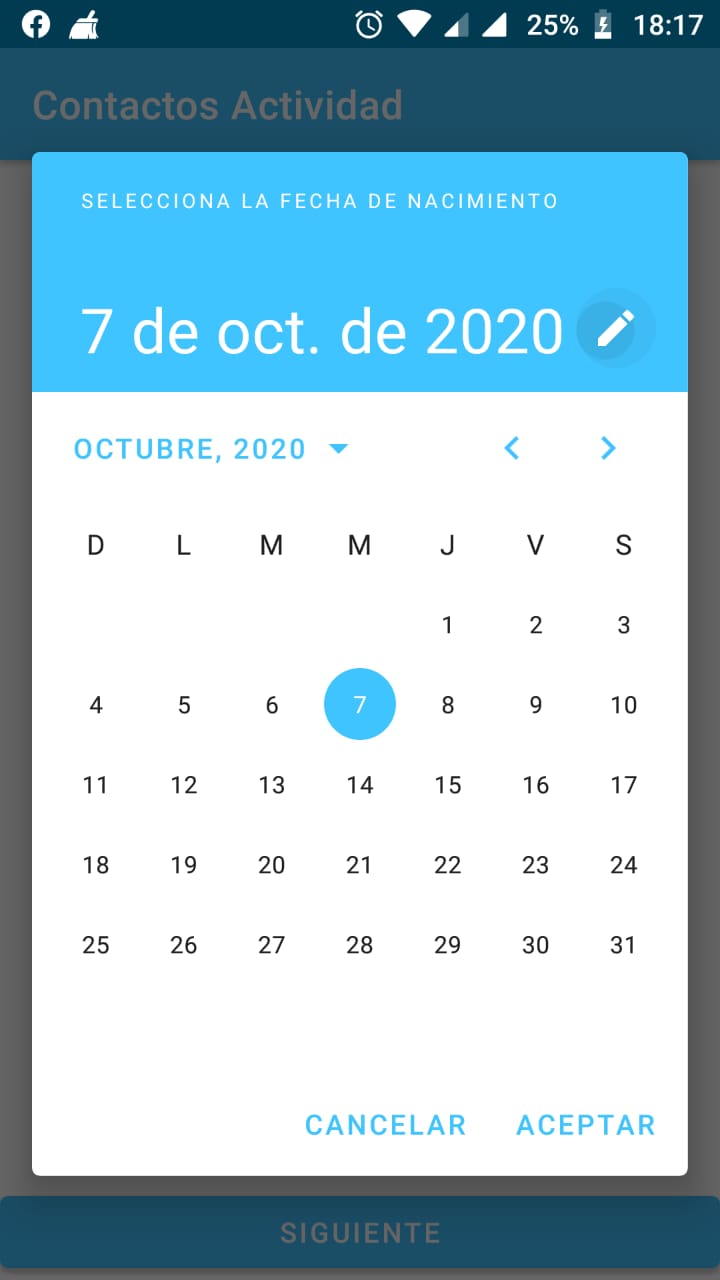 25% 18:17
Contactos Actividad
SELECCIONA LA FECHA DE NACIMIENTO
7 de oct. de 2020
OCTUBRE, 2020
D L M M J V S
1 2 3
4 5 6 7 8 9 10
11 12 13 14 15 16 17
18 19 20 21 22 23 24
25 26 27 28 29 30 31
CANCELAR ACEPTAR
SIGUIENTE